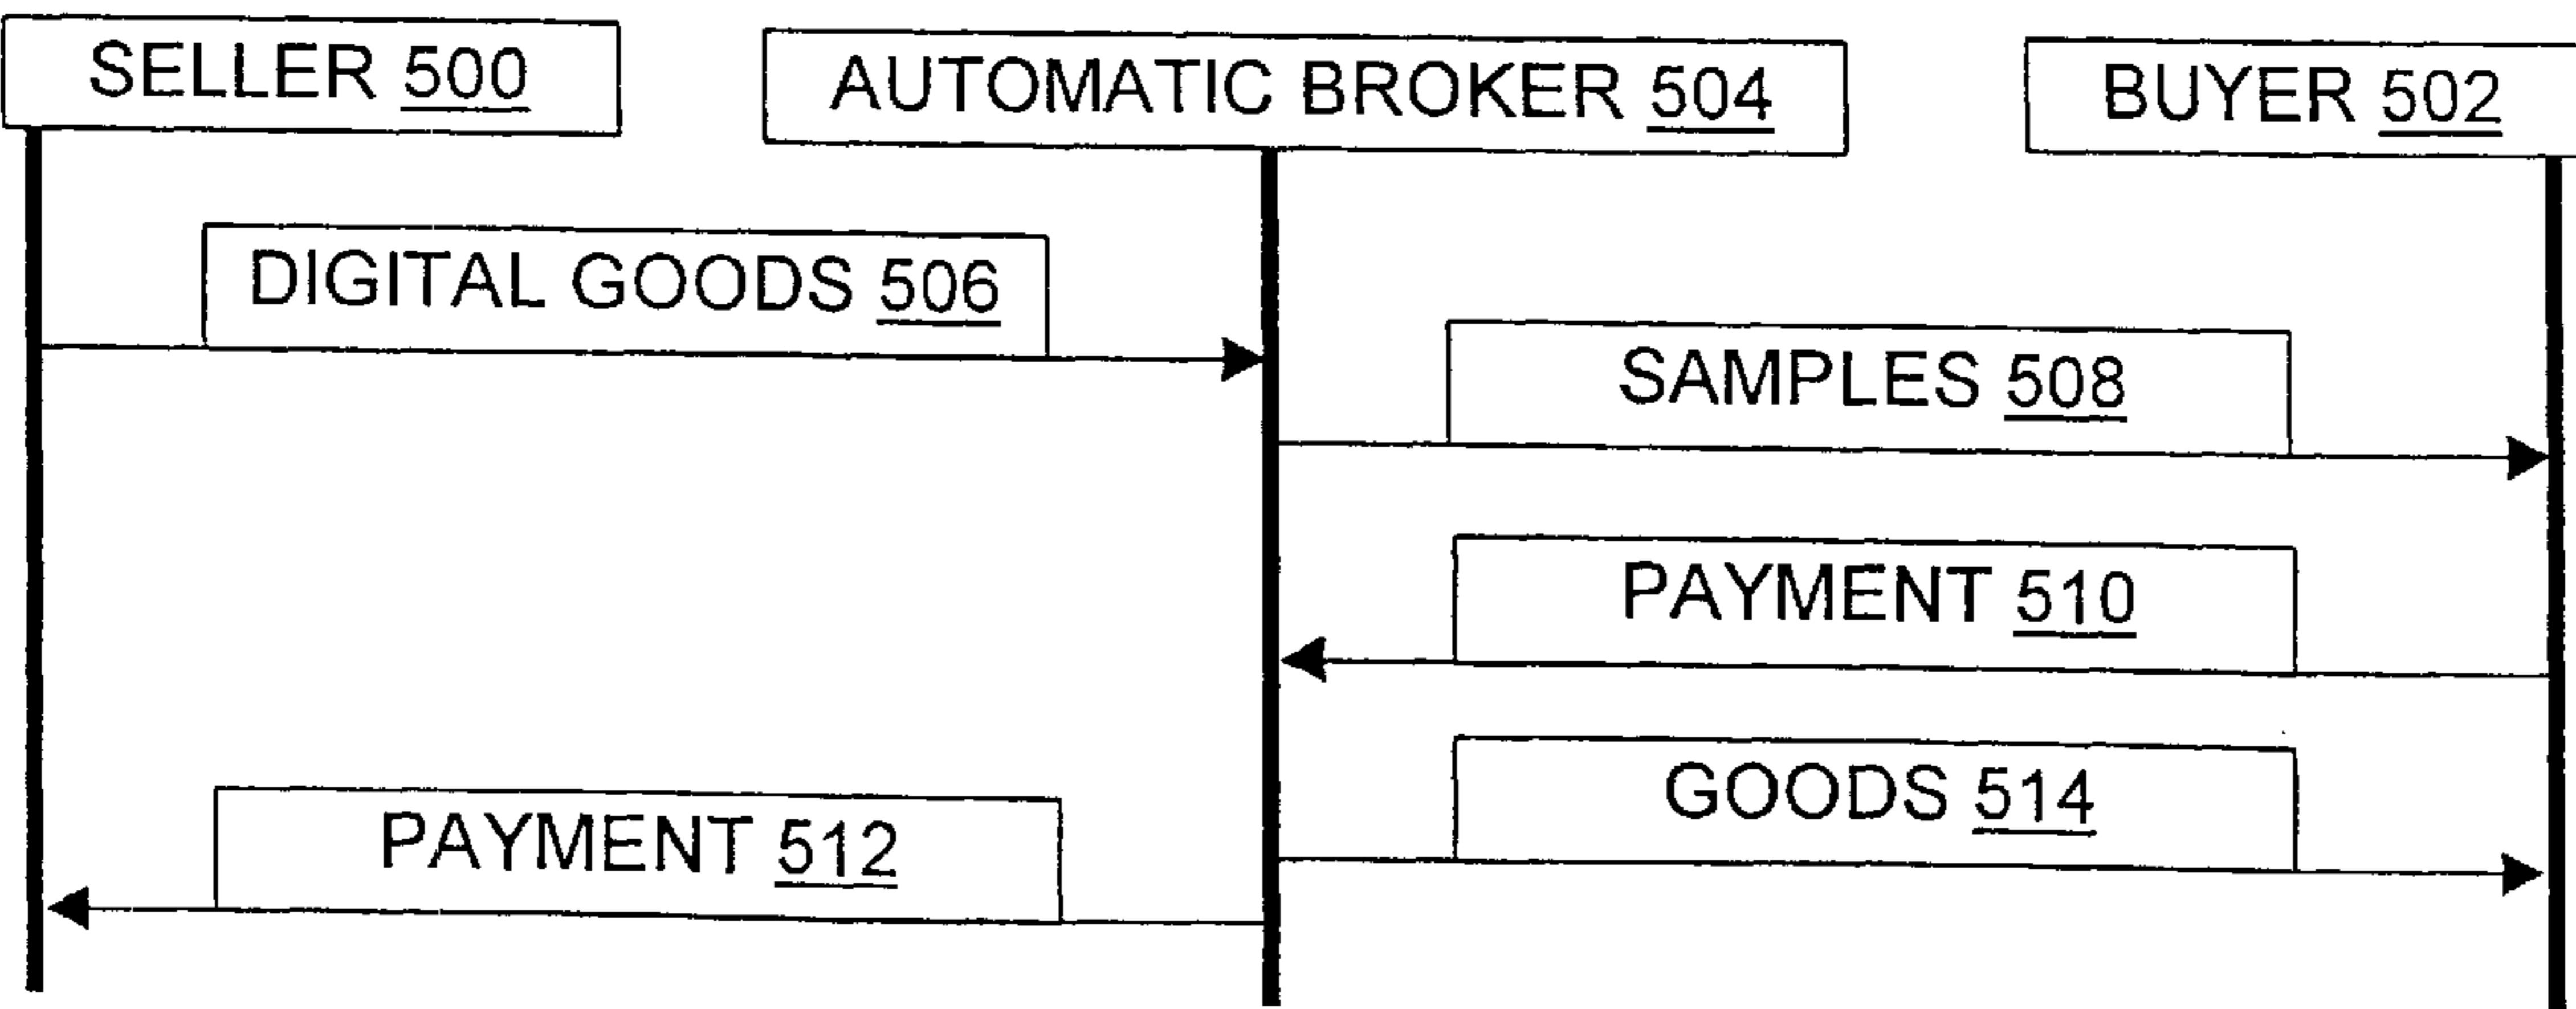 SELLER 500
AUTOMATIC BROKER 504
BUYER 502
DIGITAL GOODS 506
SAMPLES 508
PAYMENT 510
GOODS 514
PAYMENT 512